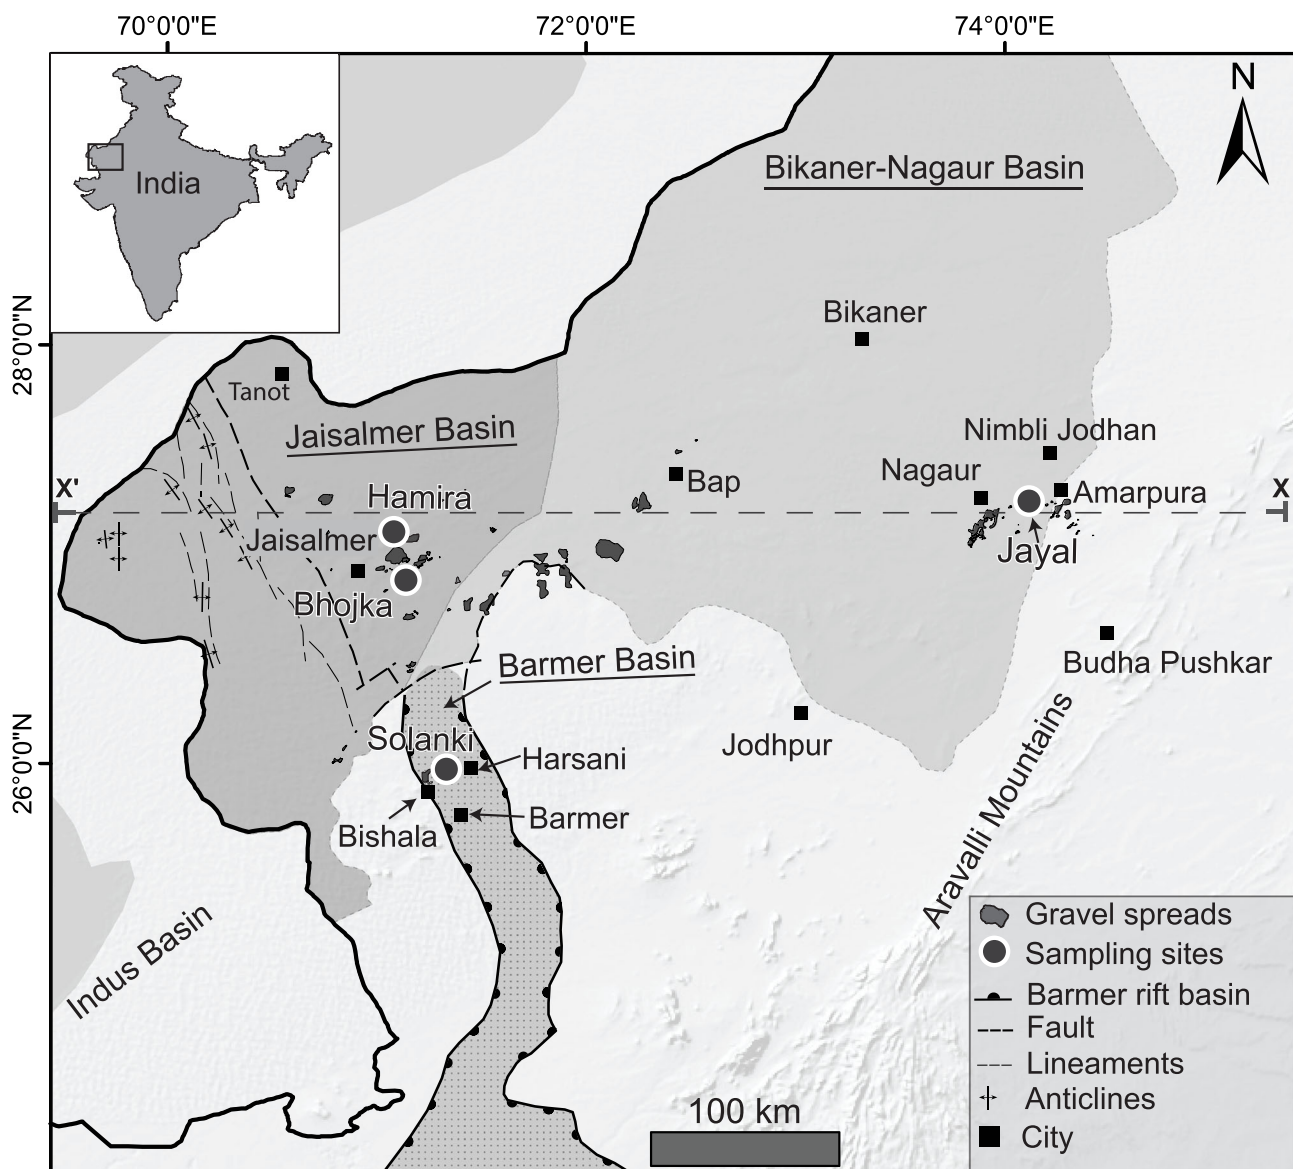 70°0'0"E
72°0'0"E
74°0'0"E
28°0'0"N
26°0'0"N
N
India
Bikaner-Nagaur Basin
Bikaner
Tanot
Jaisalmer Basin
Nimbli Jodhan
Nagaur
Bap
Amarpura
X'
X
Hamira
Jaisalmer
Jayal
Bhojka
Barmer Basin
Budha Pushkar
Solanki
Harsani
Jodhpur
Bishala
Barmer
Aravalli Mountains
Indus Basin
Gravel spreads
Sampling sites
Barmer rift basin
Fault
Lineaments
Anticlines
City
100 km